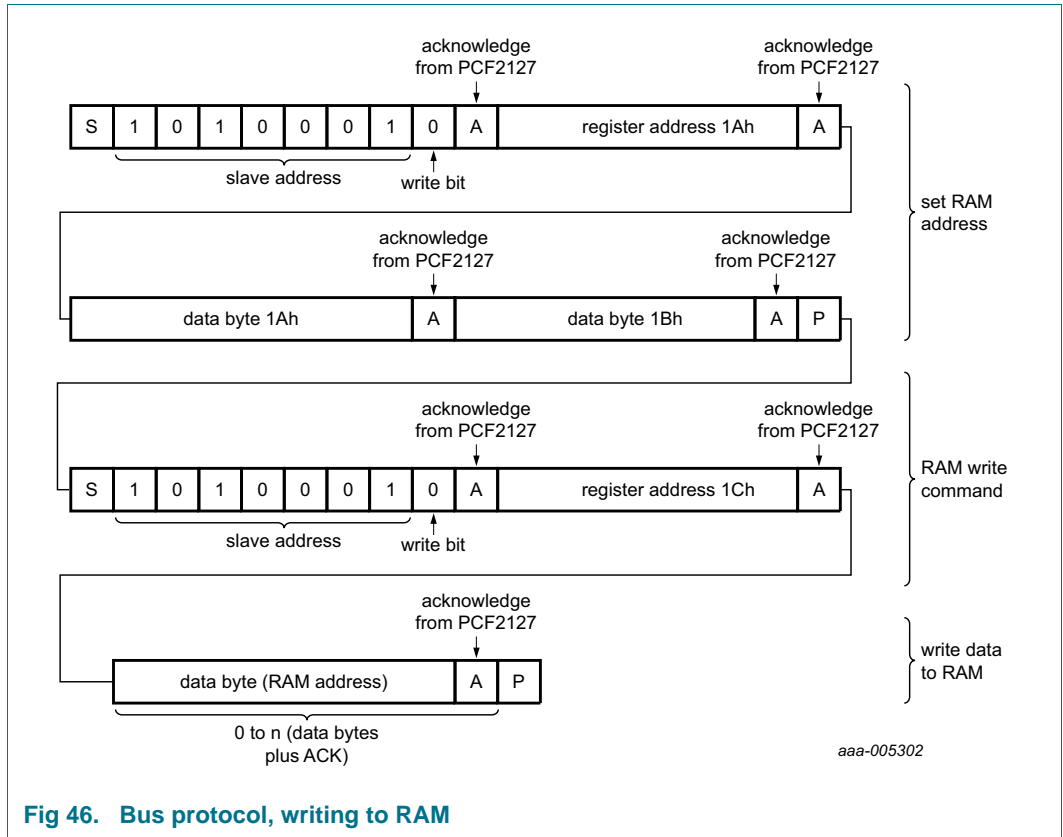 acknowledge
from PCF2127
acknowledge
from PCF2127
S 1 0 1 0 0 0 1 0 A register address 1Ah A
slave address
write bit
set RAM
address
acknowledge
from PCF2127
acknowledge
from PCF2127
data byte 1Ah A data byte 1Bh A P
acknowledge
from PCF2127
acknowledge
from PCF2127
S 1 0 1 0 0 0 1 0 A register address 1Ch A
slave address
write bit
RAM write
command
acknowledge
from PCF2127
data byte (RAM address) A P
write data
to RAM
0 to n (data bytes
plus ACK)
aaa-005302
Fig 46. Bus protocol, writing to RAM